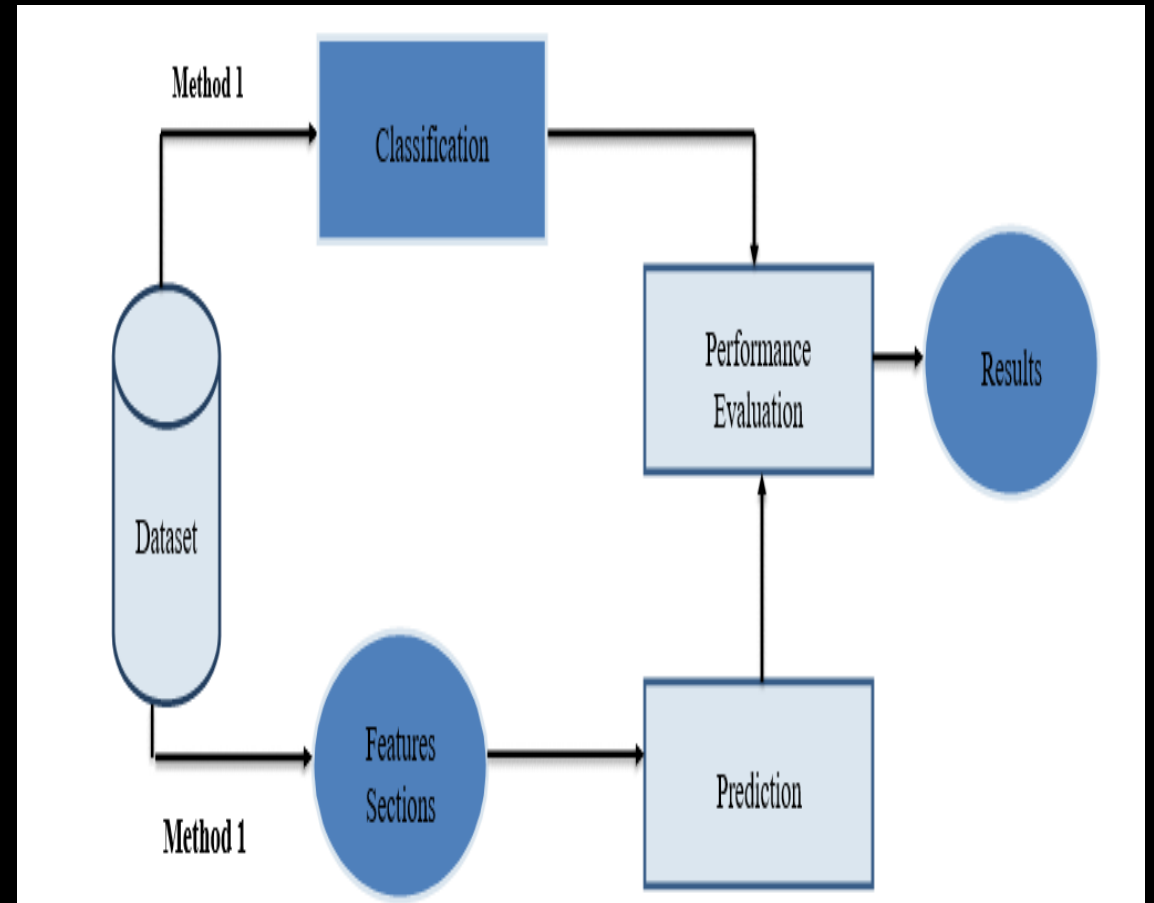 Method 1
Classification
Performance
Evaluation
Results
Dataset
Features
Sections
Prediction
Method 1